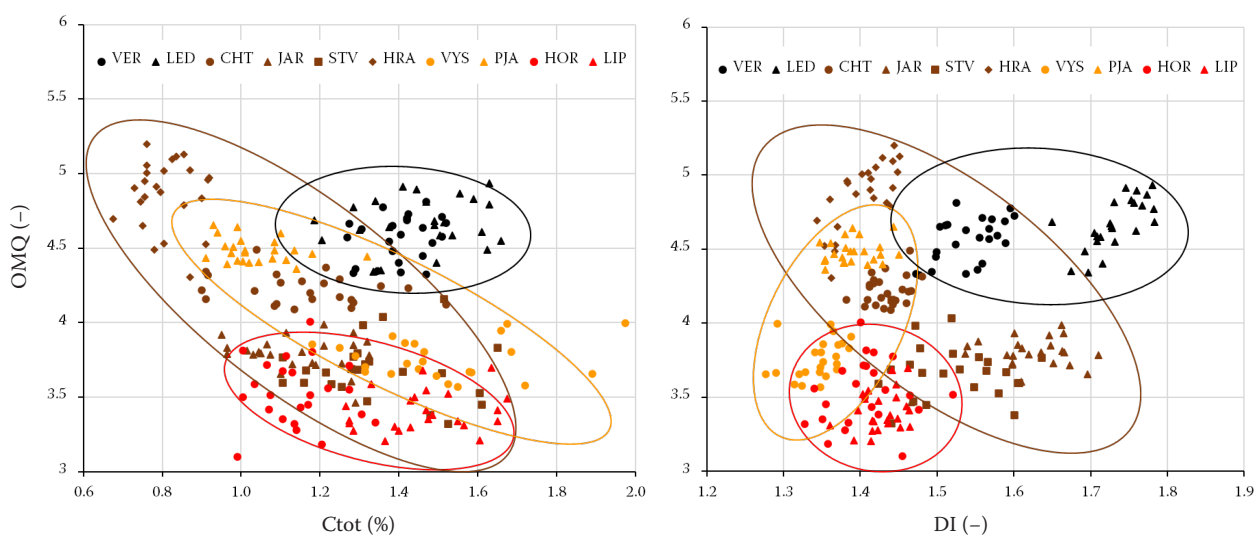 6
VER LED CHT JAR STV HRA VYS PJA HOR LIP
5.5
5
4.5
4
3.5
3
0.6 0.8 1.0 1.2 1.4 1.6 1.8 2.0
Ctot (%)
OMQ (–)
6
VER LED CHT JAR STV HRA VYS PJA HOR LIP
5.5
5
4.5
4
3.5
3
1.2 1.3 1.4 1.5 1.6 1.7 1.8 1.9
DI (–)